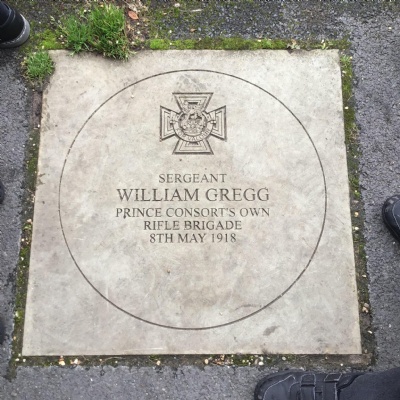 SERGEANT
WILLIAM GREGG
PRINCE CONSORT'S OWN
RIFLE BRIGADE
8TH MAY 1918